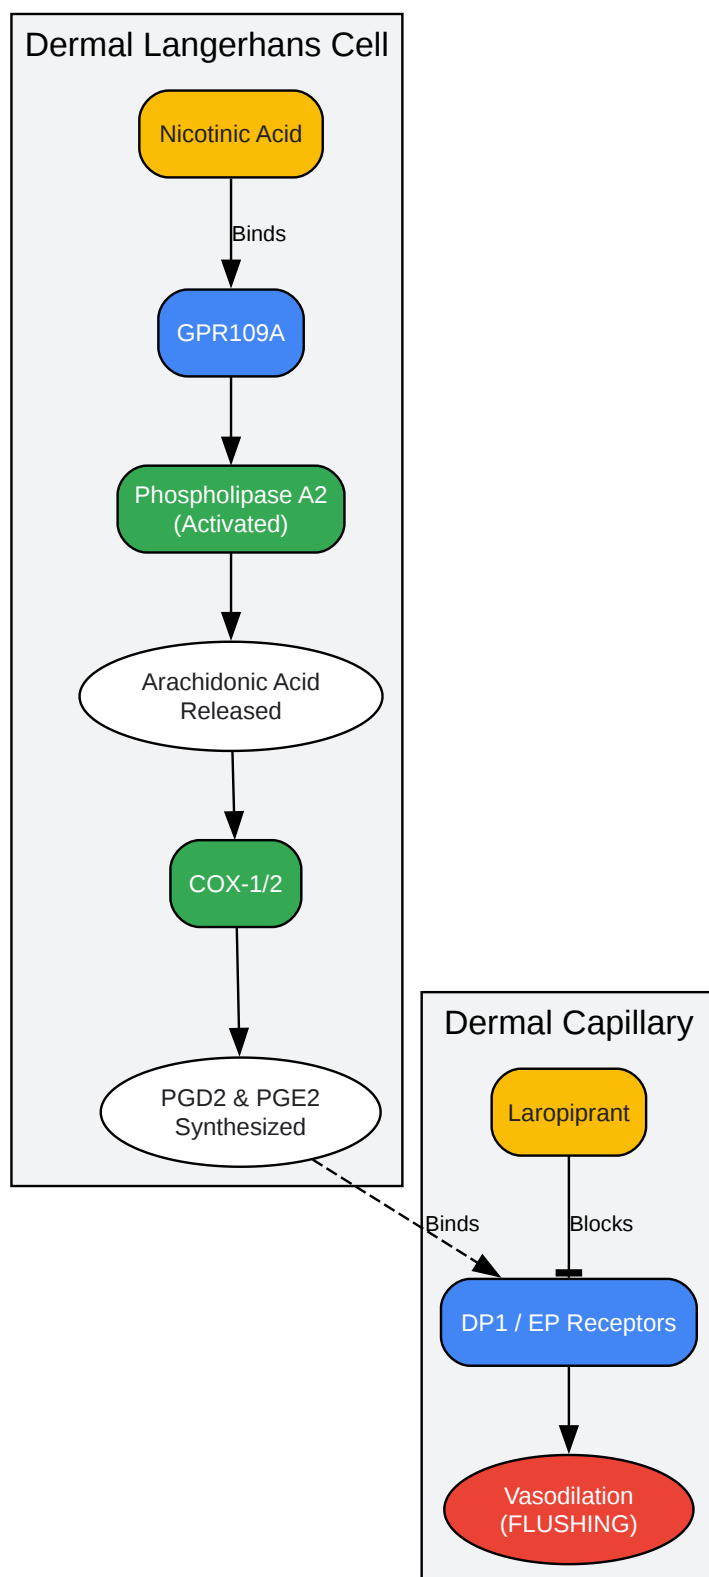 Dermal Langerhans Cell
Nicotinic Acid
Binds
GPR109A
Phospholipase A2
(Activated)
Arachidonic Acid
Released
COX-1/2
PGD2 & PGE2
Synthesized
Binds
Dermal Capillary
Laropiprant
Blocks
DP1 / EP Receptors
Vasodilation
(FLUSHING)